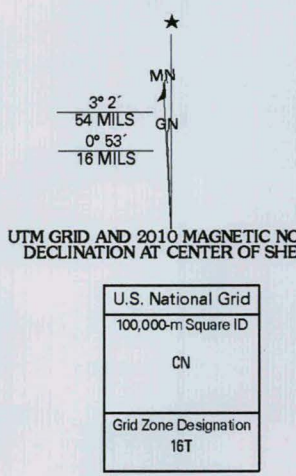 ★
MN
3° 2´
54 MILS
GN
0° 53´
16 MILS
UTM GRID AND 2010 MAGNETIC NO
DECLINATION AT CENTER OF SHE
U.S. National Grid
100,000-m Square ID
CN
Grid Zone Designation
16T